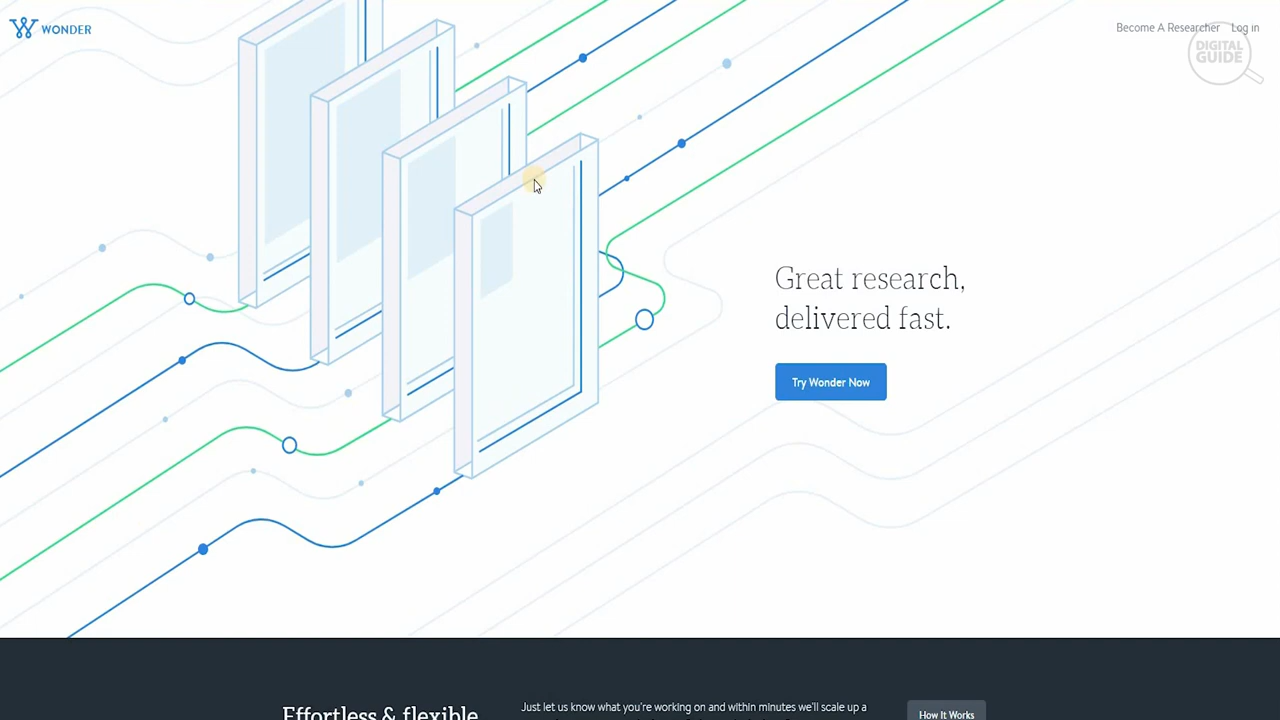 WONDER
Become A Researcher
Log in
DIGITAL
GUIDE
Great research,
delivered fast.
Try Wonder Now
Effortless & flexible
Just let us know what you're working on and within minutes we'll scale up a
How It Works